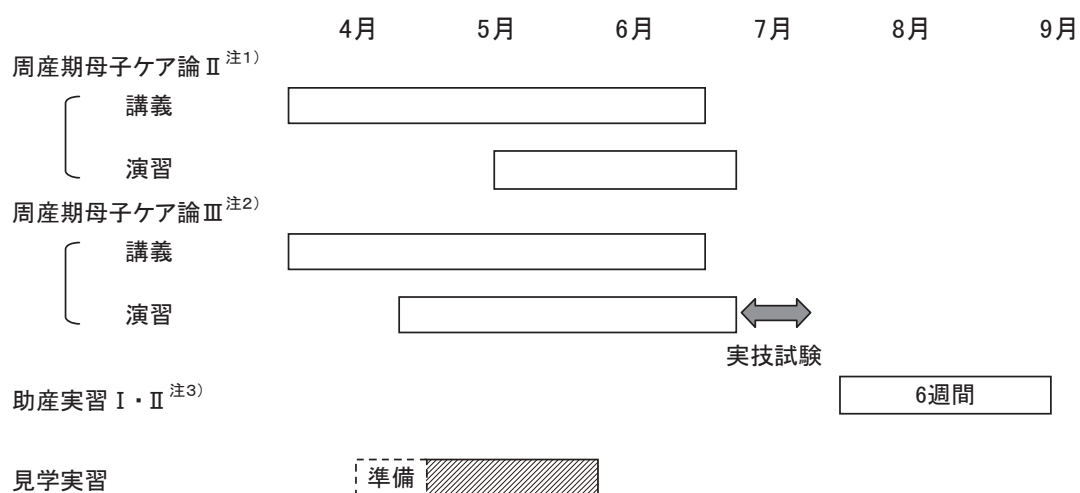 4月 5月 6月 7月 8月 9月
周産期母子ケア論Ⅱ注1)
講義
演習
周産期母子ケア論Ⅲ注2)
講義
演習
実技試験
助産実習Ⅰ・Ⅱ注3) 6週間
見学実習 準備